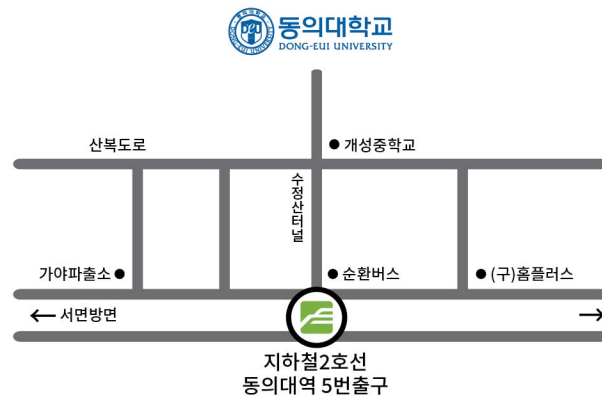 동의대학교
DONG-EUI UNIVERSITY
산복도로
개성중학교
수정산터널
가야파출소
순환버스
(구)홈플러스
← 서면방면
→
지하철2호선
동의대역 5번출구